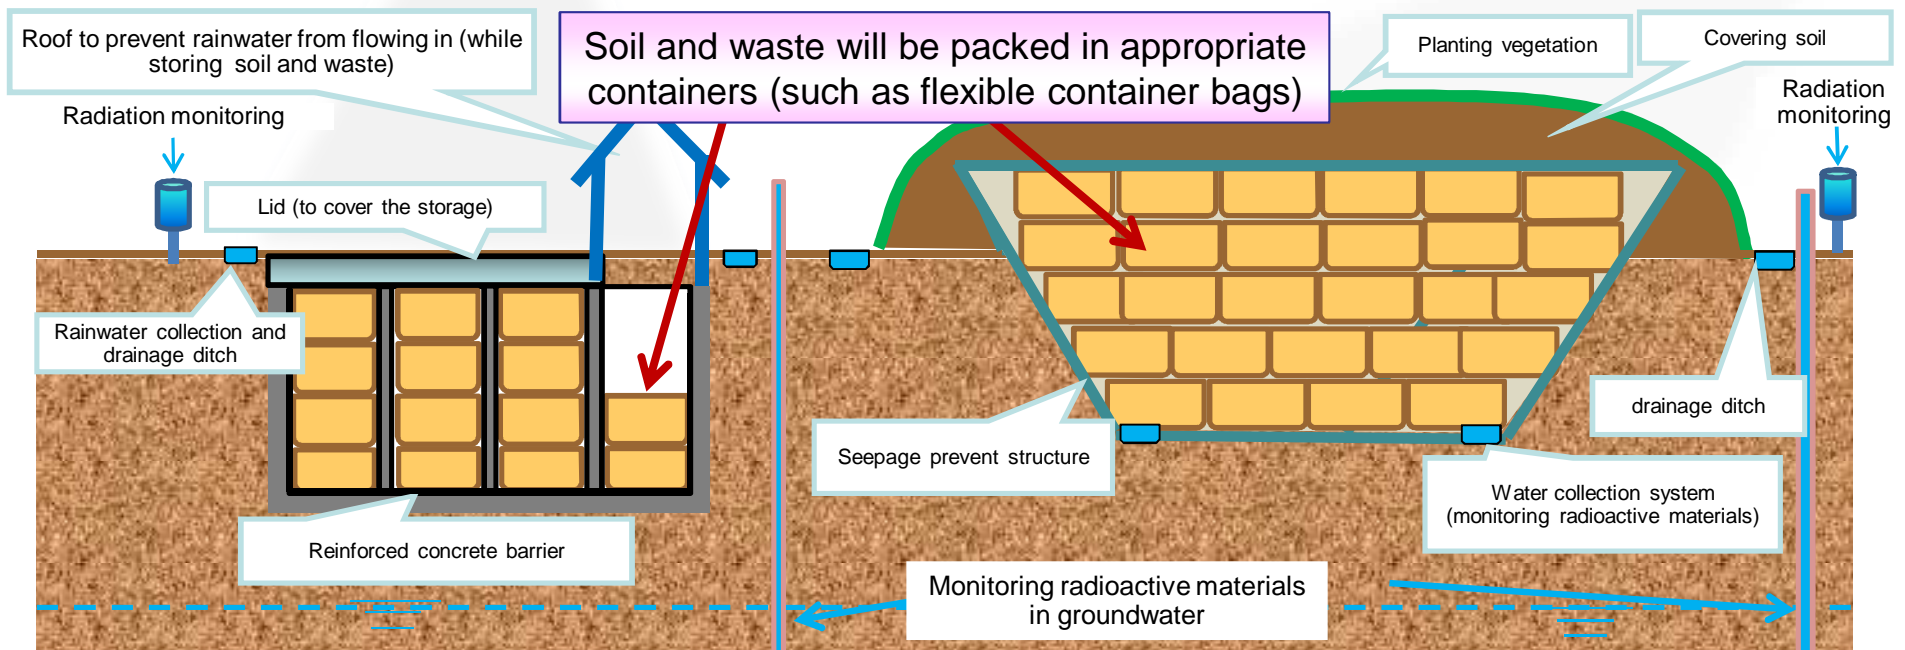 Roof to prevent rainwater from flowing in (while
storing soil and waste)
Soil and waste will be packed in appropriate
containers (such as flexible container bags)
Planting vegetation
Covering soil
Radiation monitoring
Radiation
monitoring
Lid (to cover the storage)
Rainwater collection and
drainage ditch
drainage ditch
Seepage prevent structure
Water collection system
(monitoring radioactive materials)
Reinforced concrete barrier
Monitoring radioactive materials
in groundwater